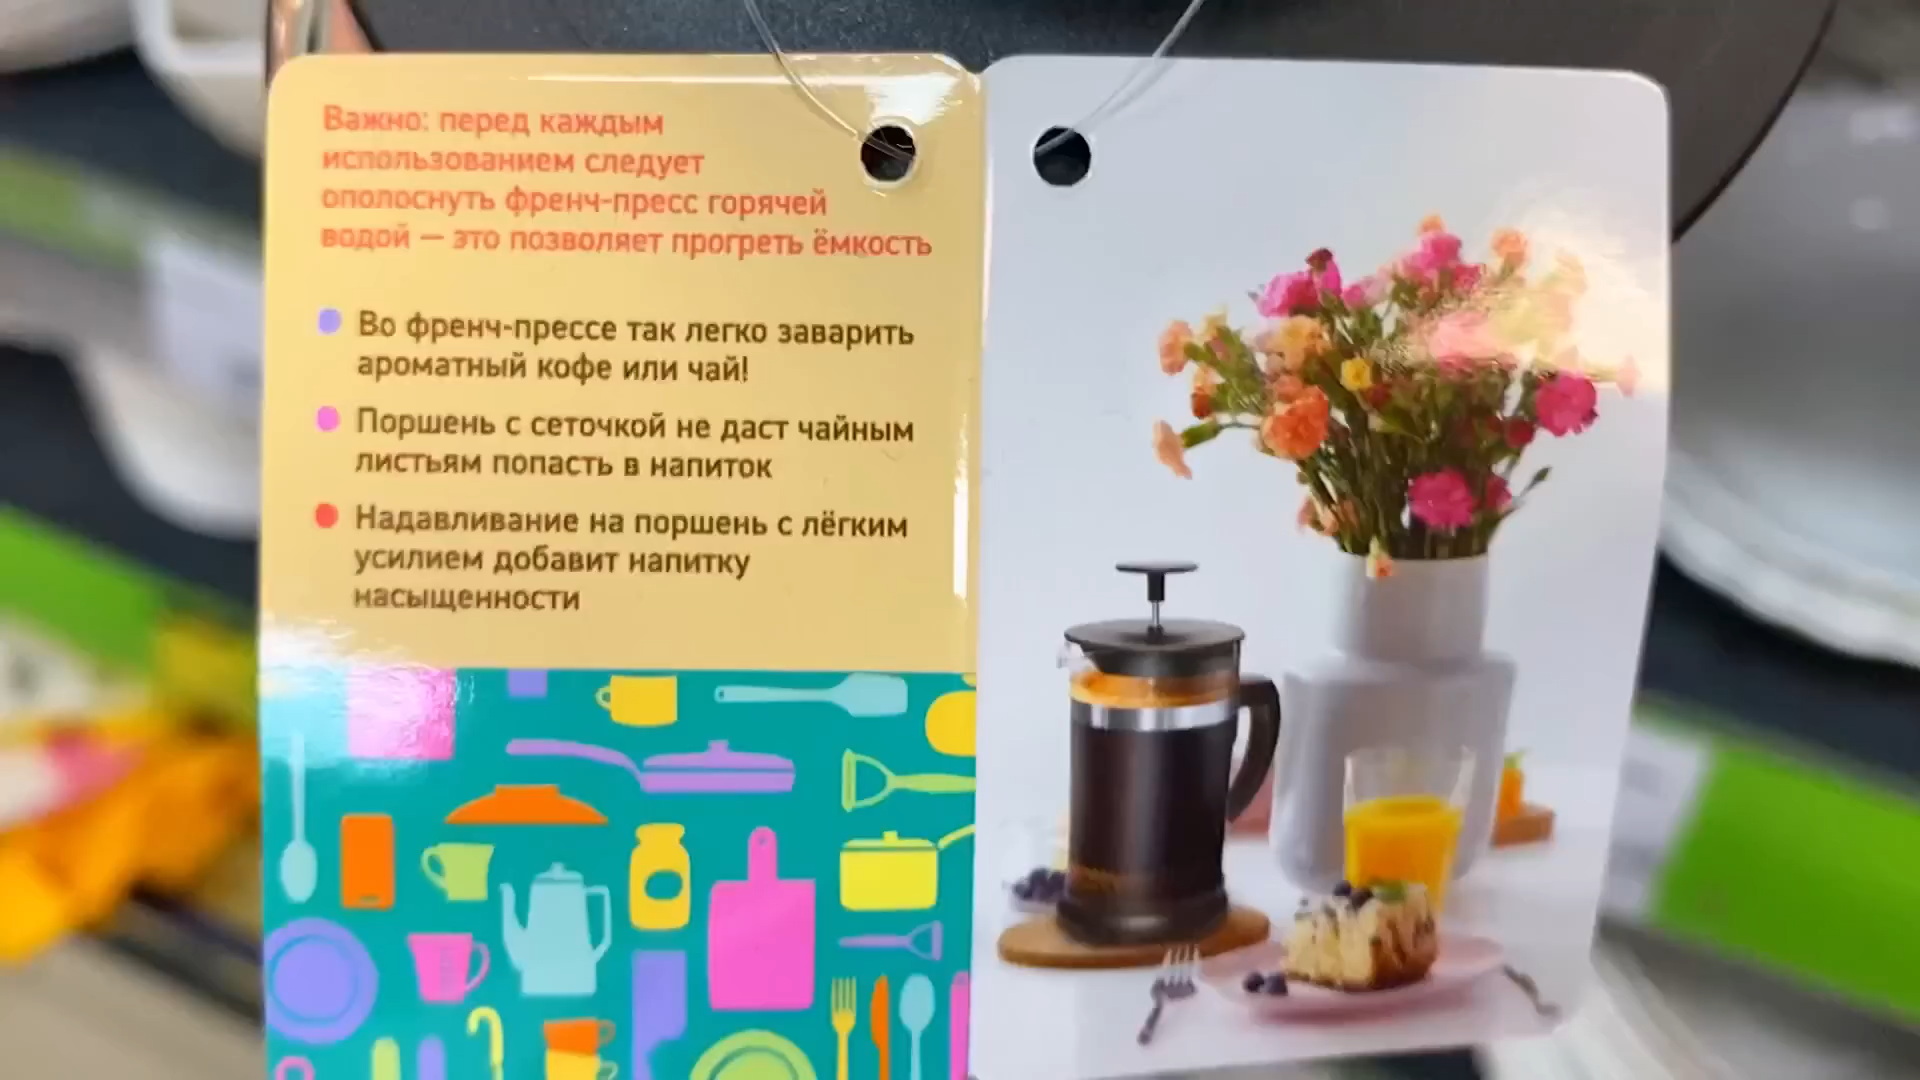 Важно: перед каждым
использованием следует
ополоснуть френч-пресс горячей
водой — это позволяет прогреть ёмкость
Во френч-прессе так легко заварить
ароматный кофе или чай!
Поршень с сеточкой не даст чайным
листьям попасть в напиток
Надавливание на поршень с лёгким
усилием добавит напитку
насыщенности